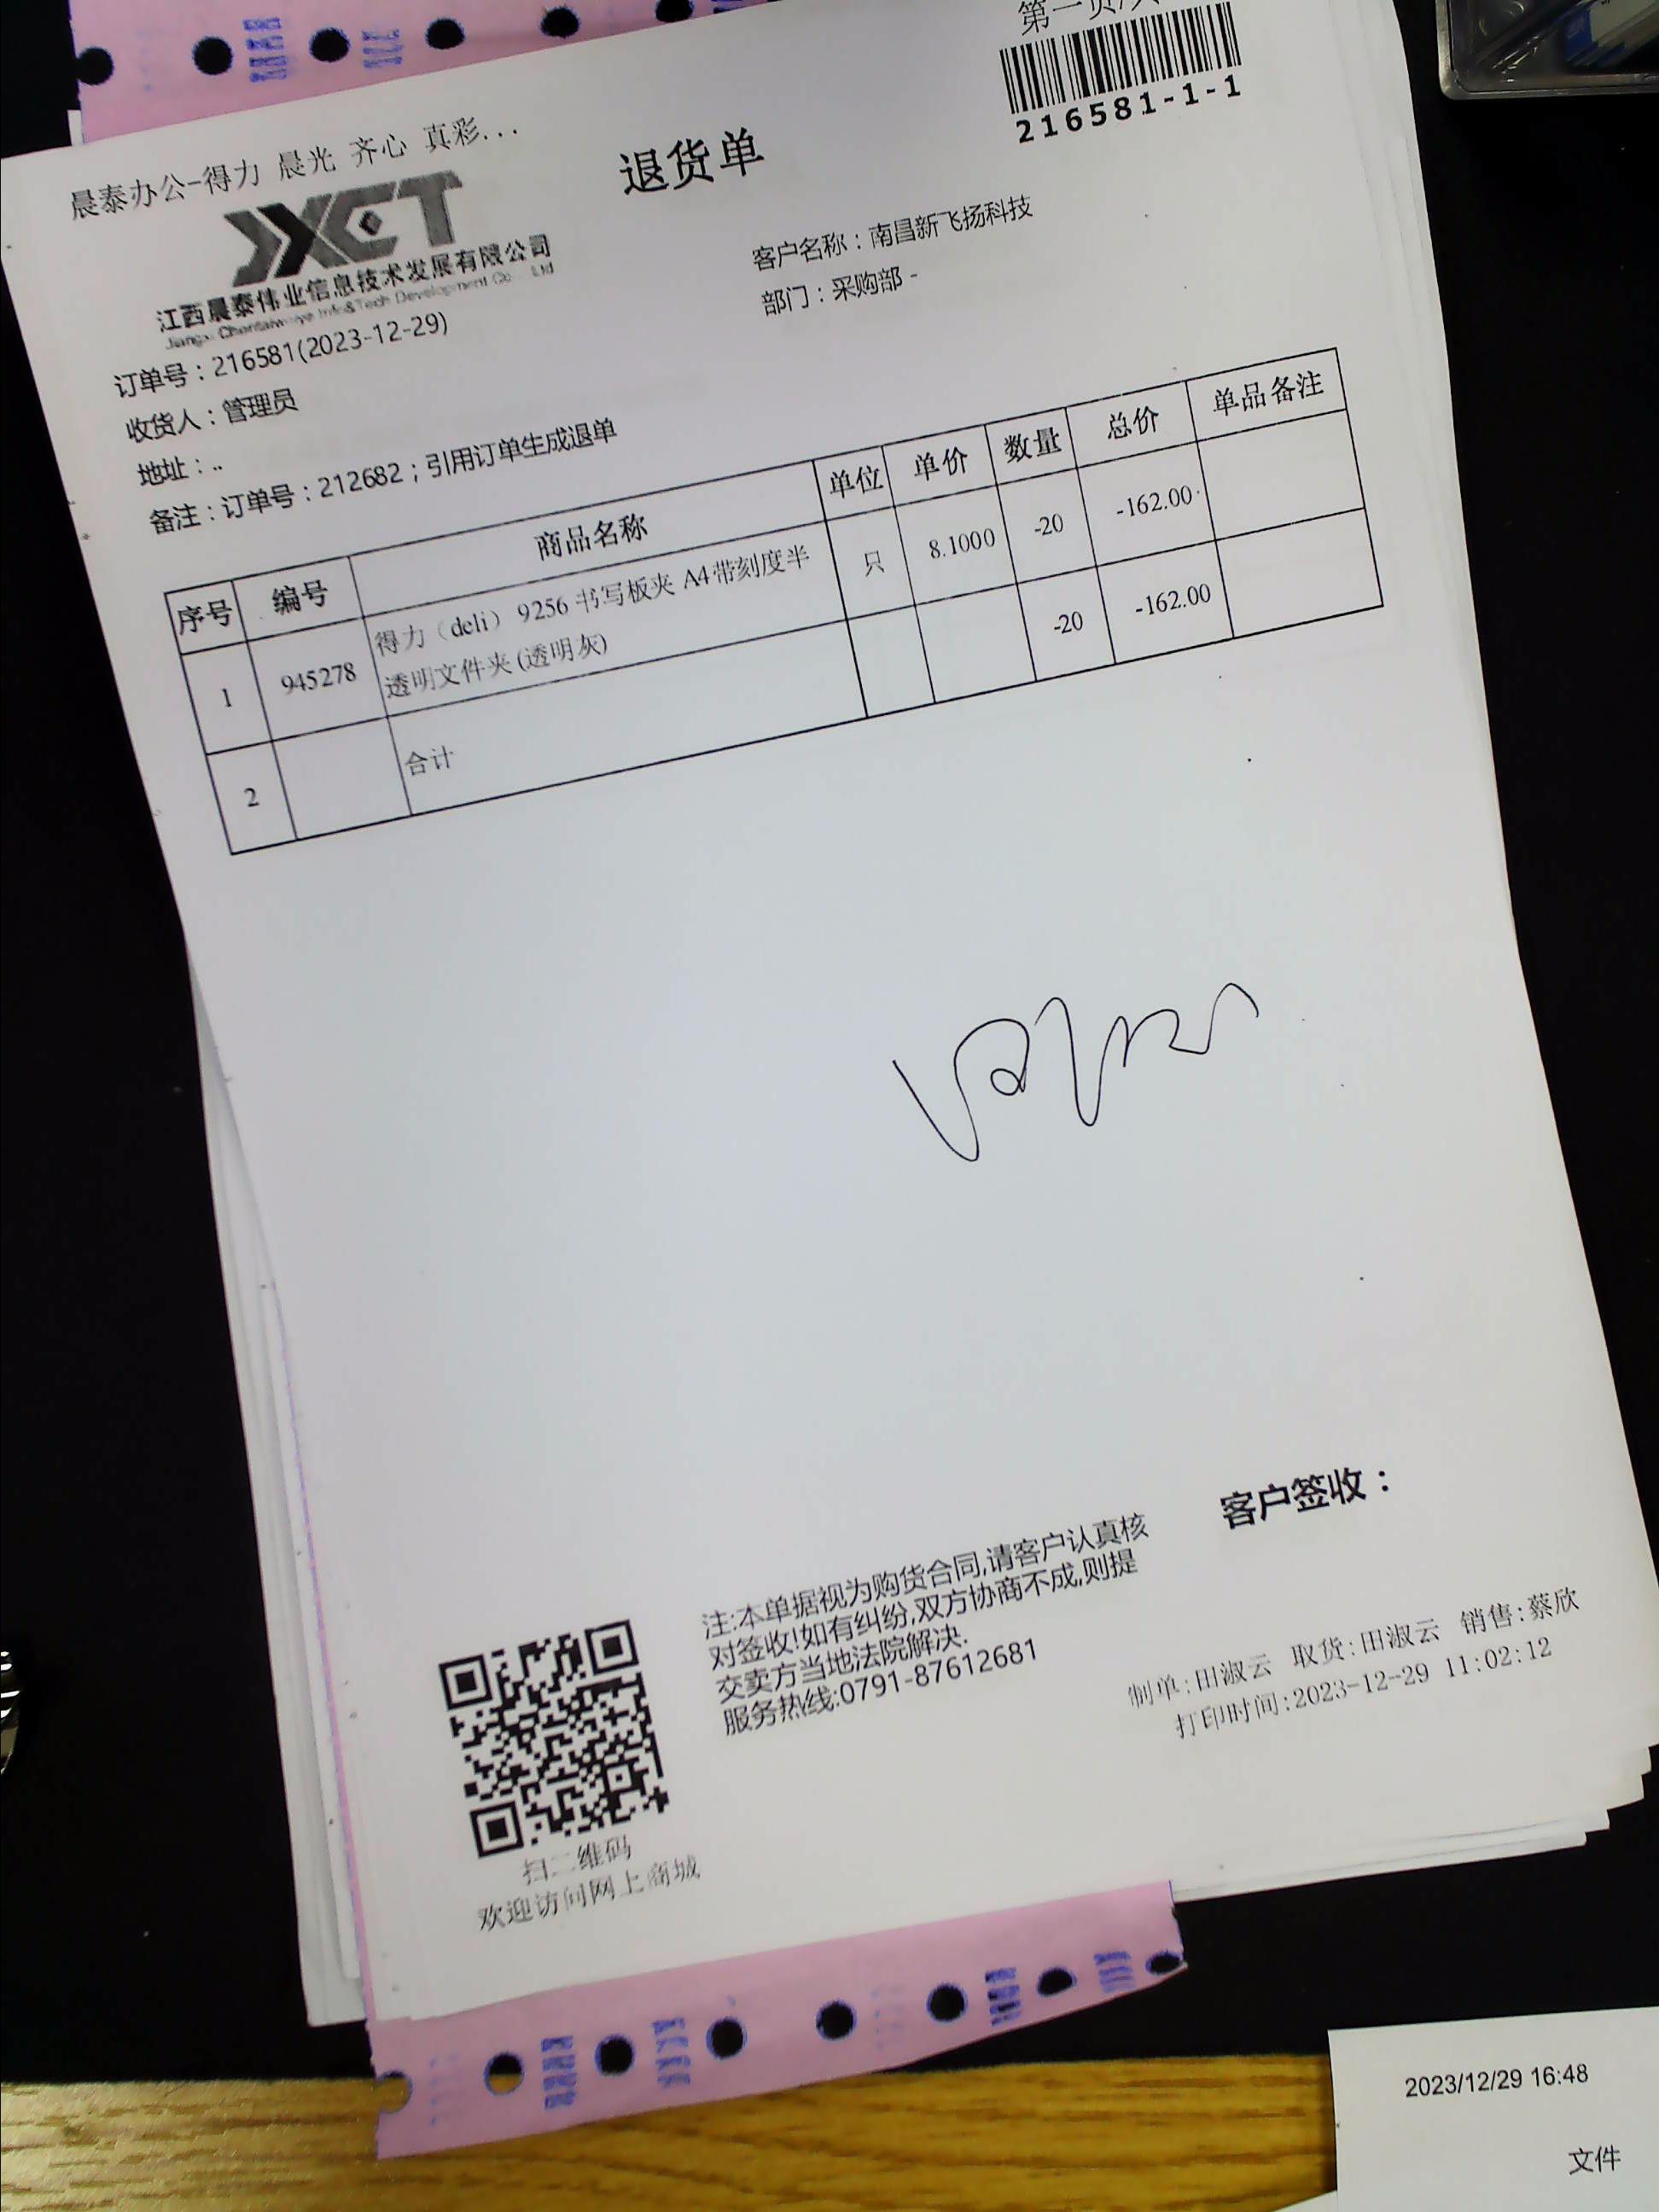 第一页/共
216581-1-1
晨泰办公-得力 晨光 齐心 真彩...
退货单
JXCT
江西晨泰伟业信息技术发展有限公司
客户名称：南昌新飞扬科技
部门：采购部 -
订单号：216581(2023-12-29)
收货人：管理员
地址：..
备注：订单号：212682；引用订单生成退单
序号 编号 商品名称 单位 单价 数量 总价 单品备注
1 945278 得力（deli） 9256 书写板夹 A4带刻度半 只 8.1000 -20 -162.00
透明文件夹(透明灰)
2 合计 -20 -162.00
客户签收：
注:本单据视为购货合同,请客户认真核
对签收!如有纠纷,双方协商不成,则提
交卖方当地法院解决.
服务热线:0791-87612681
制单:田淑云 取货:田淑云 销售:蔡欣
打印时间:2023-12-29 11:02:12
扫二维码
欢迎访问网上商城
2023/12/29 16:48
文件